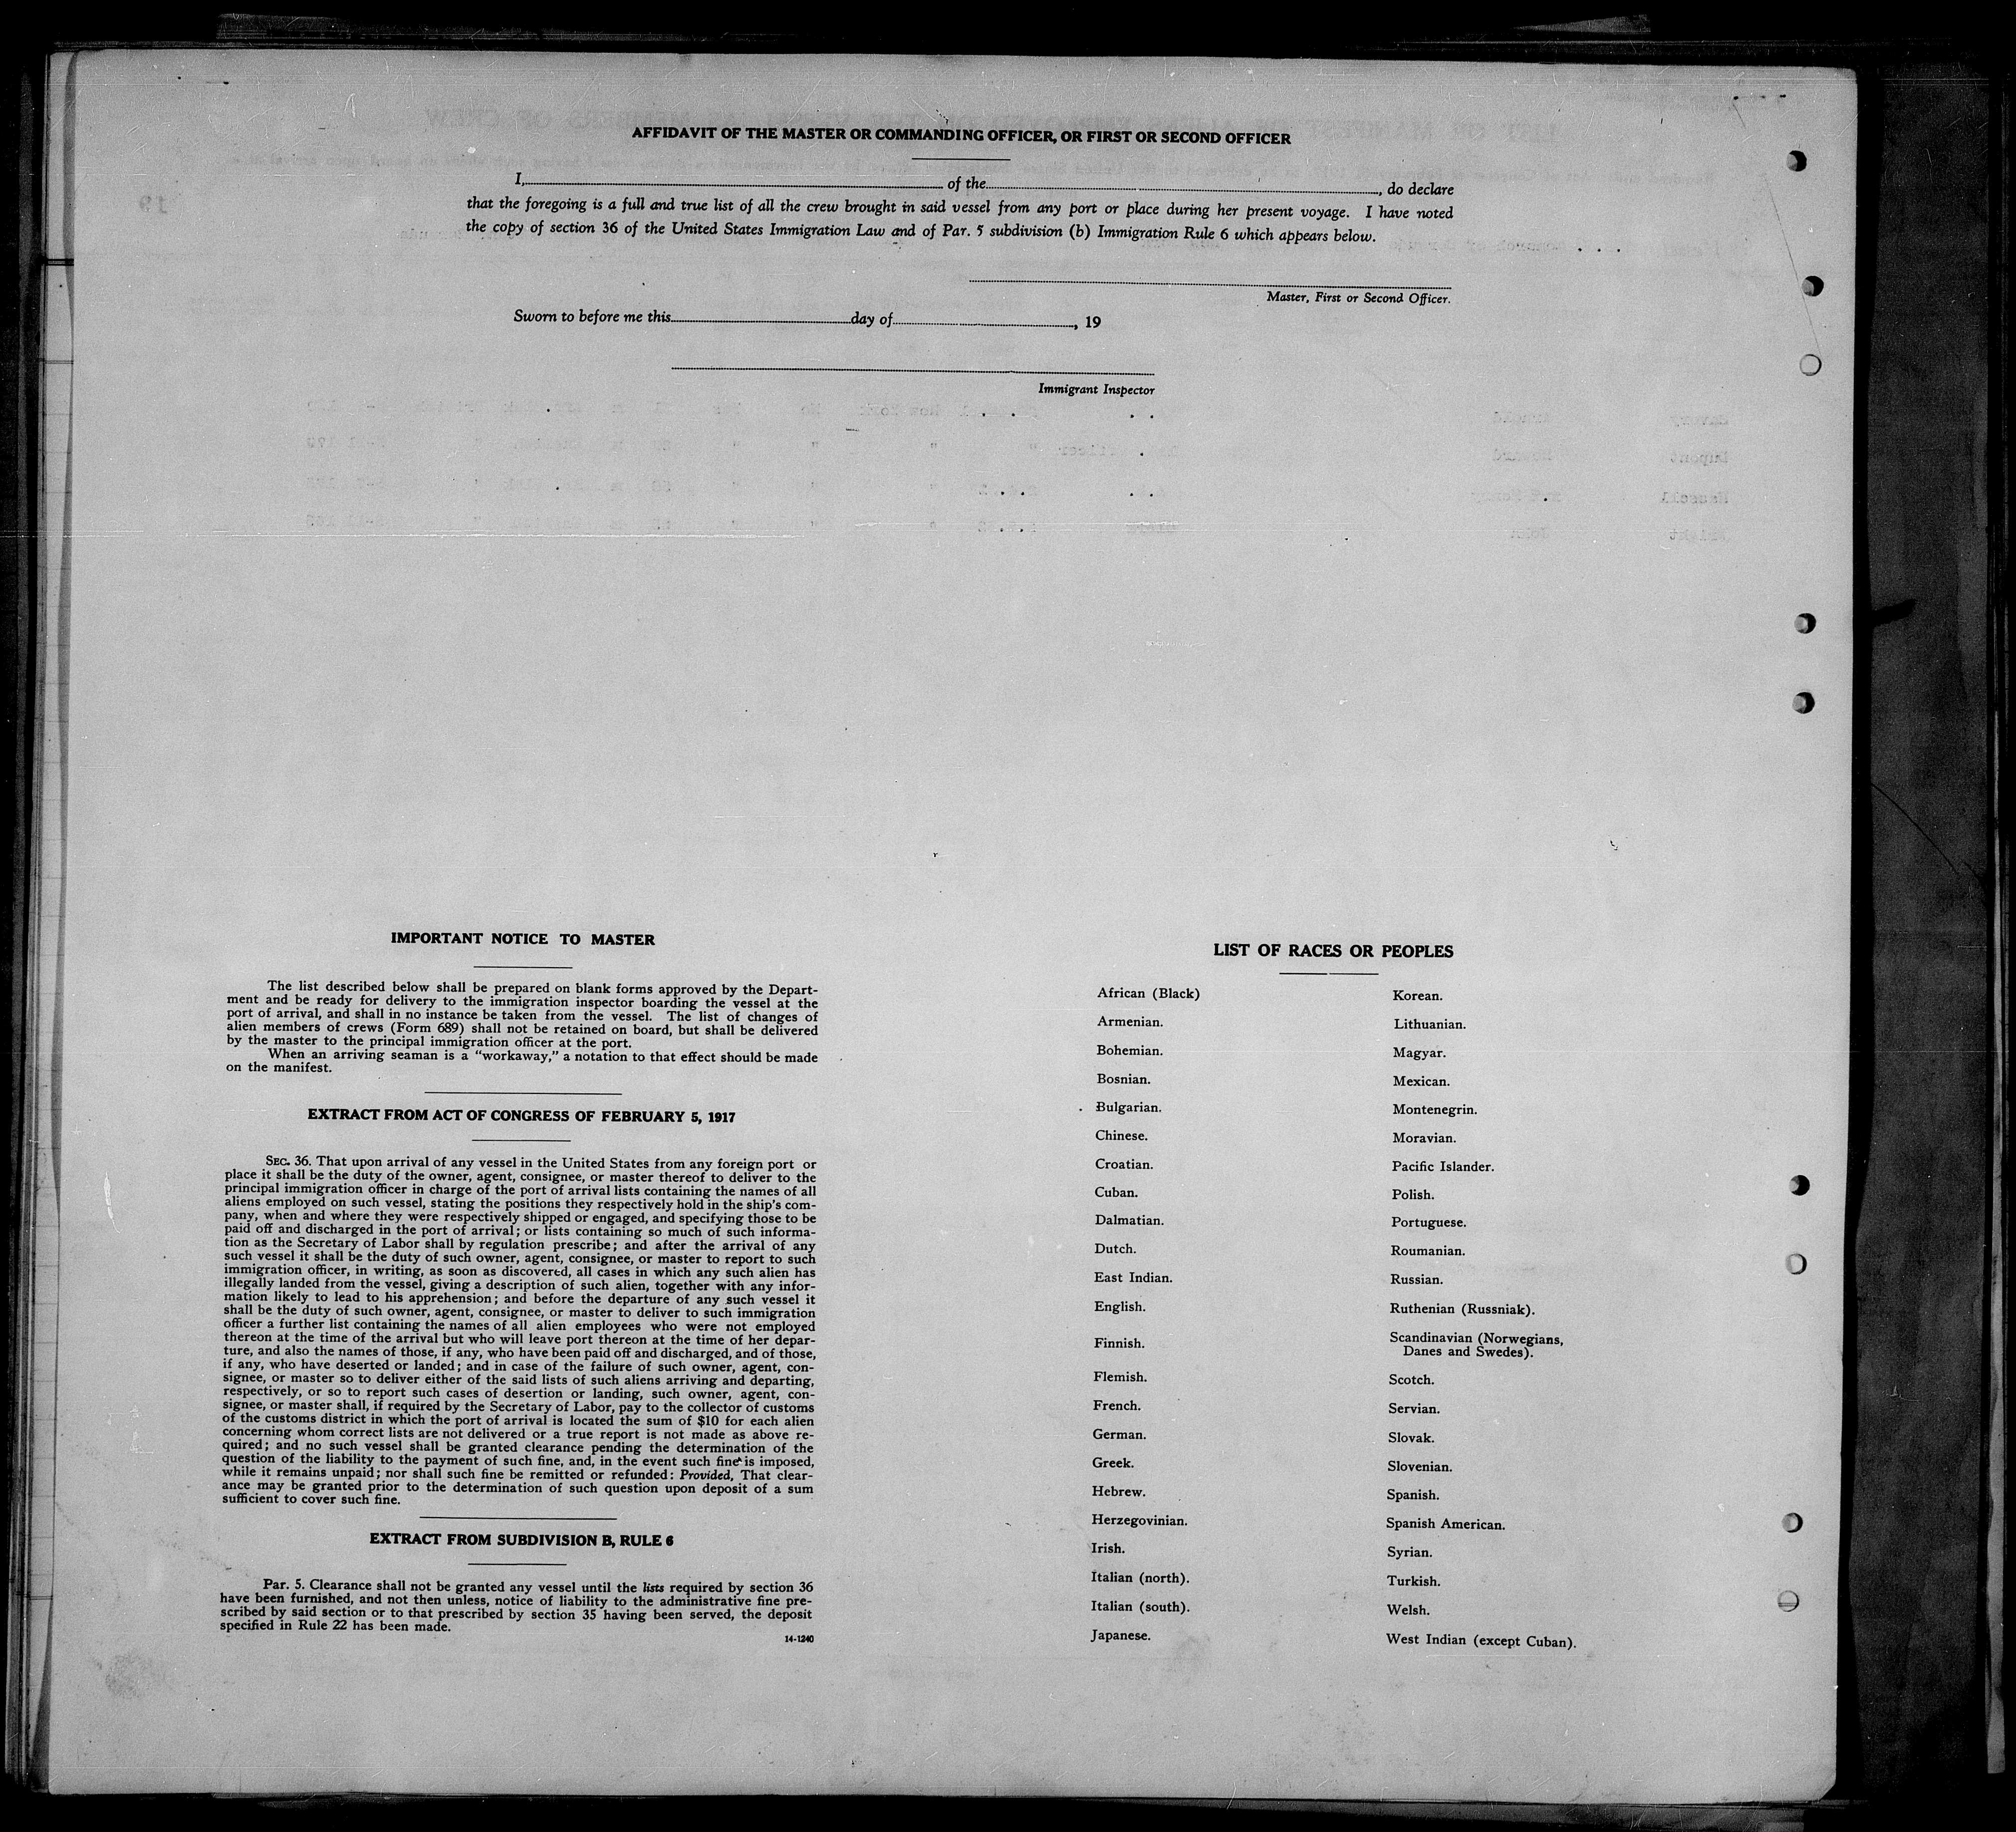 AFFIDAVIT OF THE MASTER OR COMMANDING OFFICER, OR FIRST OR SECOND OFFICER
I, of the , do declare
that the foregoing is a full and true list of all the crew brought in said vessel from any port or place during her present voyage. I have noted
the copy of section 36 of the United States Immigration Law and of Par. 5 subdivision (b) Immigration Rule 6 which appears below.
Master, First or Second Officer.
Sworn to before me this day of , 19
Immigrant Inspector
IMPORTANT NOTICE TO MASTER
The list described below shall be prepared on blank forms approved by the Depart-
ment and be ready for delivery to the immigration inspector boarding the vessel at the
port of arrival, and shall in no instance be taken from the vessel. The list of changes of
alien members of crews (Form 689) shall not be retained on board, but shall be delivered
by the master to the principal immigration officer at the port.
When an arriving seaman is a "workaway," a notation to that effect should be made
on the manifest.
EXTRACT FROM ACT OF CONGRESS OF FEBRUARY 5, 1917
SEC. 36. That upon arrival of any vessel in the United States from any foreign port or
place it shall be the duty of the owner, agent, consignee, or master thereof to deliver to the
principal immigration officer in charge of the port of arrival lists containing the names of all
aliens employed on such vessel, stating the positions they respectively hold in the ship's com-
pany, when and where they were respectively shipped or engaged, and specifying those to be
paid off and discharged in the port of arrival; or lists containing so much of such informa-
tion as the Secretary of Labor shall by regulation prescribe; and after the arrival of any
such vessel it shall be the duty of such owner, agent, consignee, or master to report to such
immigration officer, in writing, as soon as discovered, all cases in which any such alien has
illegally landed from the vessel, giving a description of such alien, together with any infor-
mation likely to lead to his apprehension; and before the departure of any such vessel it
shall be the duty of such owner, agent, consignee, or master to deliver to such immigration
officer a further list containing the names of all alien employees who were not employed
thereon at the time of the arrival but who will leave port thereon at the time of her depar-
ture, and also the names of those, if any, who have been paid off and discharged, and of those,
if any, who have deserted or landed; and in case of the failure of such owner, agent, con-
signee, or master so to deliver either of the said lists of such aliens arriving and departing,
respectively, or so to report such cases of desertion or landing, such owner, agent, con-
signee, or master shall, if required by the Secretary of Labor, pay to the collector of customs
of the customs district in which the port of arrival is located the sum of $10 for each alien
concerning whom correct lists are not delivered or a true report is not made as above re-
quired; and no such vessel shall be granted clearance pending the determination of the
question of the liability to the payment of such fine, and, in the event such fine is imposed,
while it remains unpaid; nor shall such fine be remitted or refunded: Provided, That clear-
ance may be granted prior to the determination of such question upon deposit of a sum
sufficient to cover such fine.
EXTRACT FROM SUBDIVISION B, RULE 6
Par. 5. Clearance shall not be granted any vessel until the lists required by section 36
have been furnished, and not then unless, notice of liability to the administrative fine pre-
scribed by said section or to that prescribed by section 35 having been served, the deposit
specified in Rule 22 has been made.
14-1240
LIST OF RACES OR PEOPLES
African (Black)
Armenian.
Bohemian.
Bosnian.
Bulgarian.
Chinese.
Croatian.
Cuban.
Dalmatian.
Dutch.
East Indian.
English.
Finnish.
Flemish.
French.
German.
Greek.
Hebrew.
Herzegovinian.
Irish.
Italian (north).
Italian (south).
Japanese.
Korean.
Lithuanian.
Magyar.
Mexican.
Montenegrin.
Moravian.
Pacific Islander.
Polish.
Portuguese.
Roumanian.
Russian.
Ruthenian (Russniak).
Scandinavian (Norwegians,
Danes and Swedes).
Scotch.
Servian.
Slovak.
Slovenian.
Spanish.
Spanish American.
Syrian.
Turkish.
Welsh.
West Indian (except Cuban).